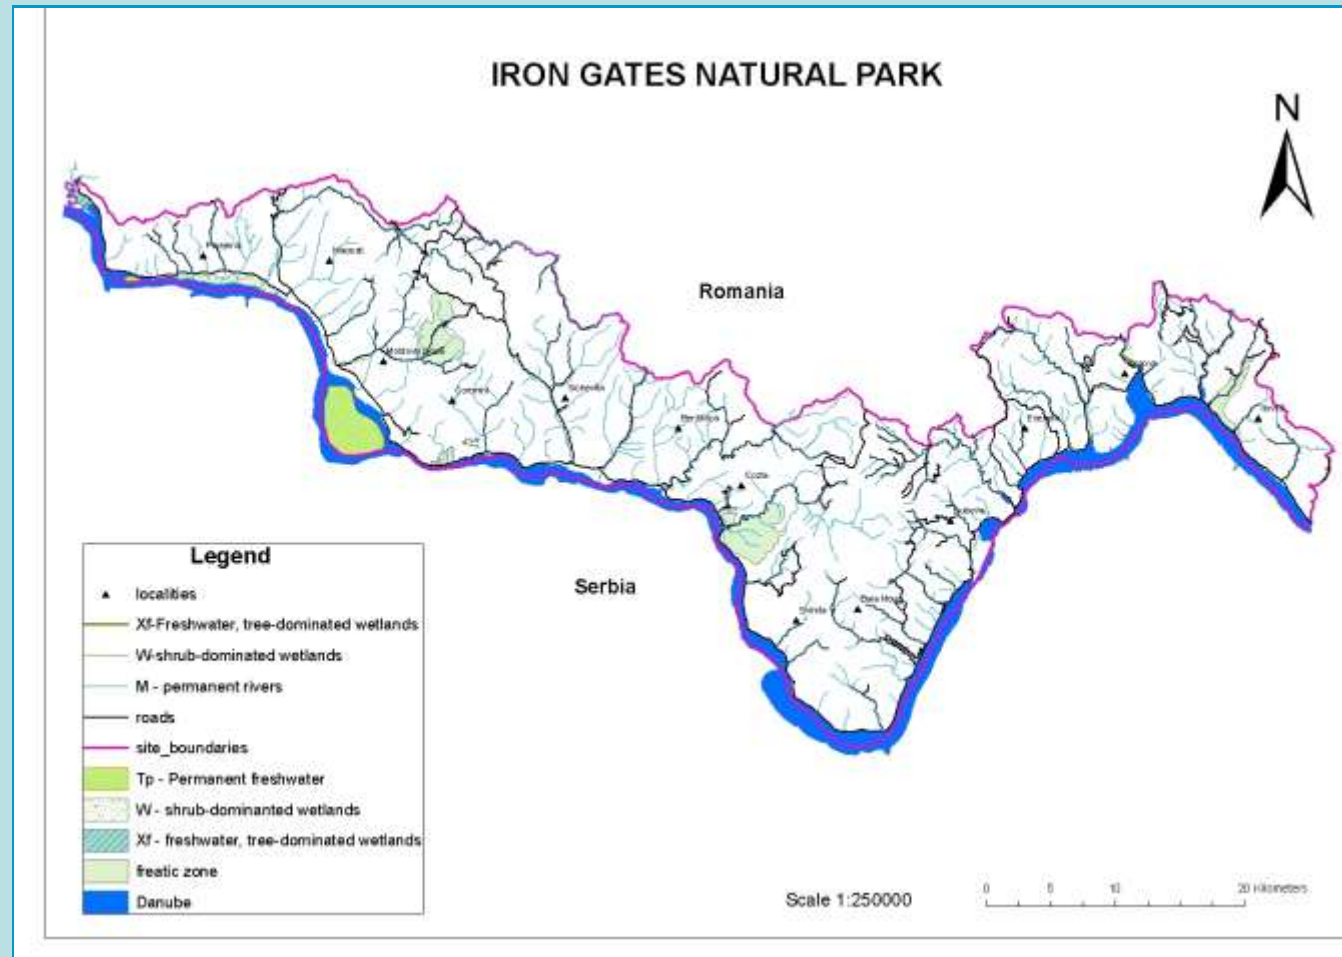 IRON GATES NATURAL PARK
N
Romania
Cozla
Serbia
Svinita
Legend
localities
Xf-Freshwater, tree-dominated wetlands
W-shrub-dominated wetlands
M - permanent rivers
roads
site_boundaries
Tp - Permanent freshwater
W - shrub-dominanted wetlands
Xf - freshwater, tree-dominated wetlands
freatic zone
Danube
Scale 1:250000
0 5 10 20 Kilometers